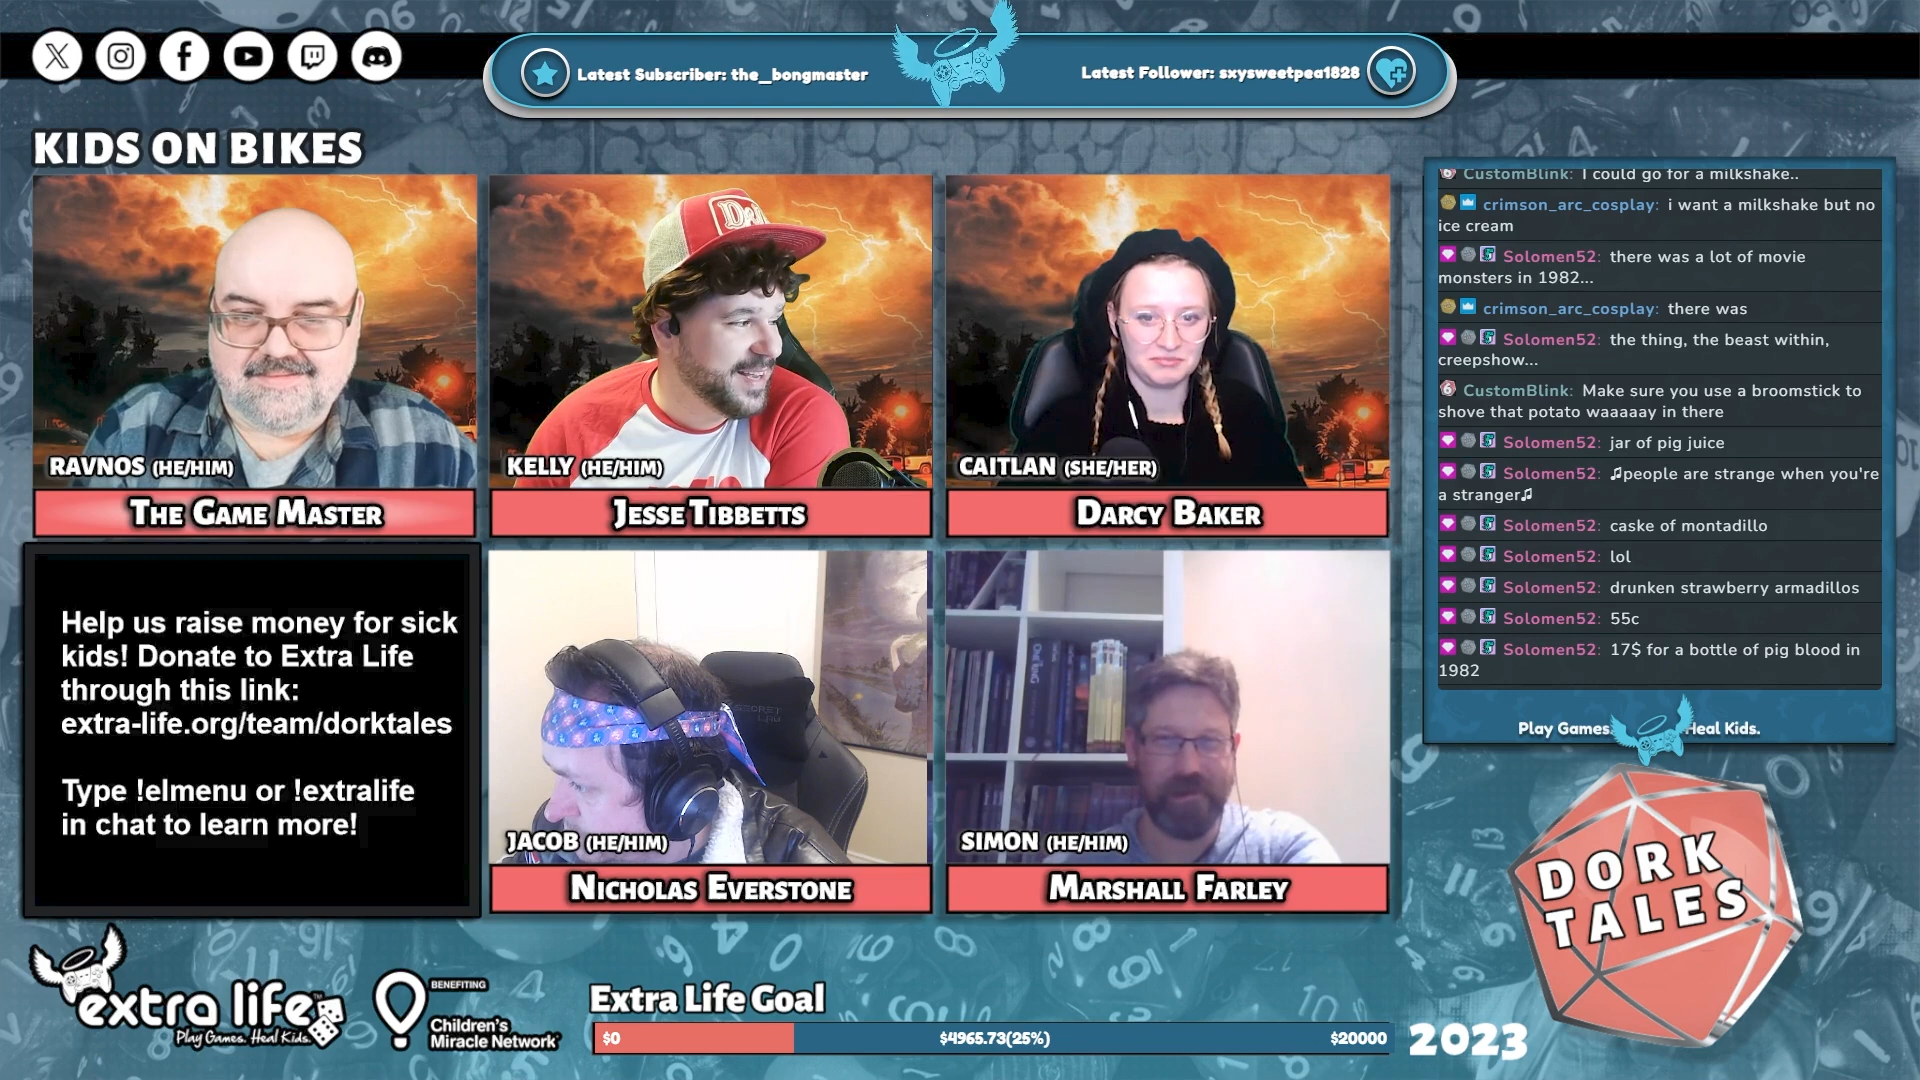 Latest Subscriber: the_bongmaster
Latest Follower: sxysweetpea1828
KIDS ON BIKES
RAVNOS (HE/HIM)
THE GAME MASTER
KELLY (HE/HIM)
JESSE TIBBETTS
CAITLAN (SHE/HER)
DARCY BAKER
Help us raise money for sick
kids! Donate to Extra Life
through this link:
extra-life.org/team/dorktales
Type !elmenu or !extralife
in chat to learn more!
SECRET
LAB
JACOB (HE/HIM)
NICHOLAS EVERSTONE
SIMON (HE/HIM)
MARSHALL FARLEY
CustomBlink: I could go for a milkshake..
crimson_arc_cosplay: i want a milkshake but no
ice cream
Solomen52: there was a lot of movie
monsters in 1982...
crimson_arc_cosplay: there was
Solomen52: the thing, the beast within,
creepshow...
CustomBlink: Make sure you use a broomstick to
shove that potato waaaaay in there
Solomen52: jar of pig juice
Solomen52: ♫people are strange when you're
a stranger♫
Solomen52: caske of montadillo
Solomen52: lol
Solomen52: drunken strawberry armadillos
Solomen52: 55c
Solomen52: 17$ for a bottle of pig blood in
1982
Play Games Heal Kids.
DORK
TALES
extra life
Play Games. Heal Kids.
BENEFITING
Children's
Miracle Network
Extra Life Goal
$0 $4965.73(25%) $20000
2023